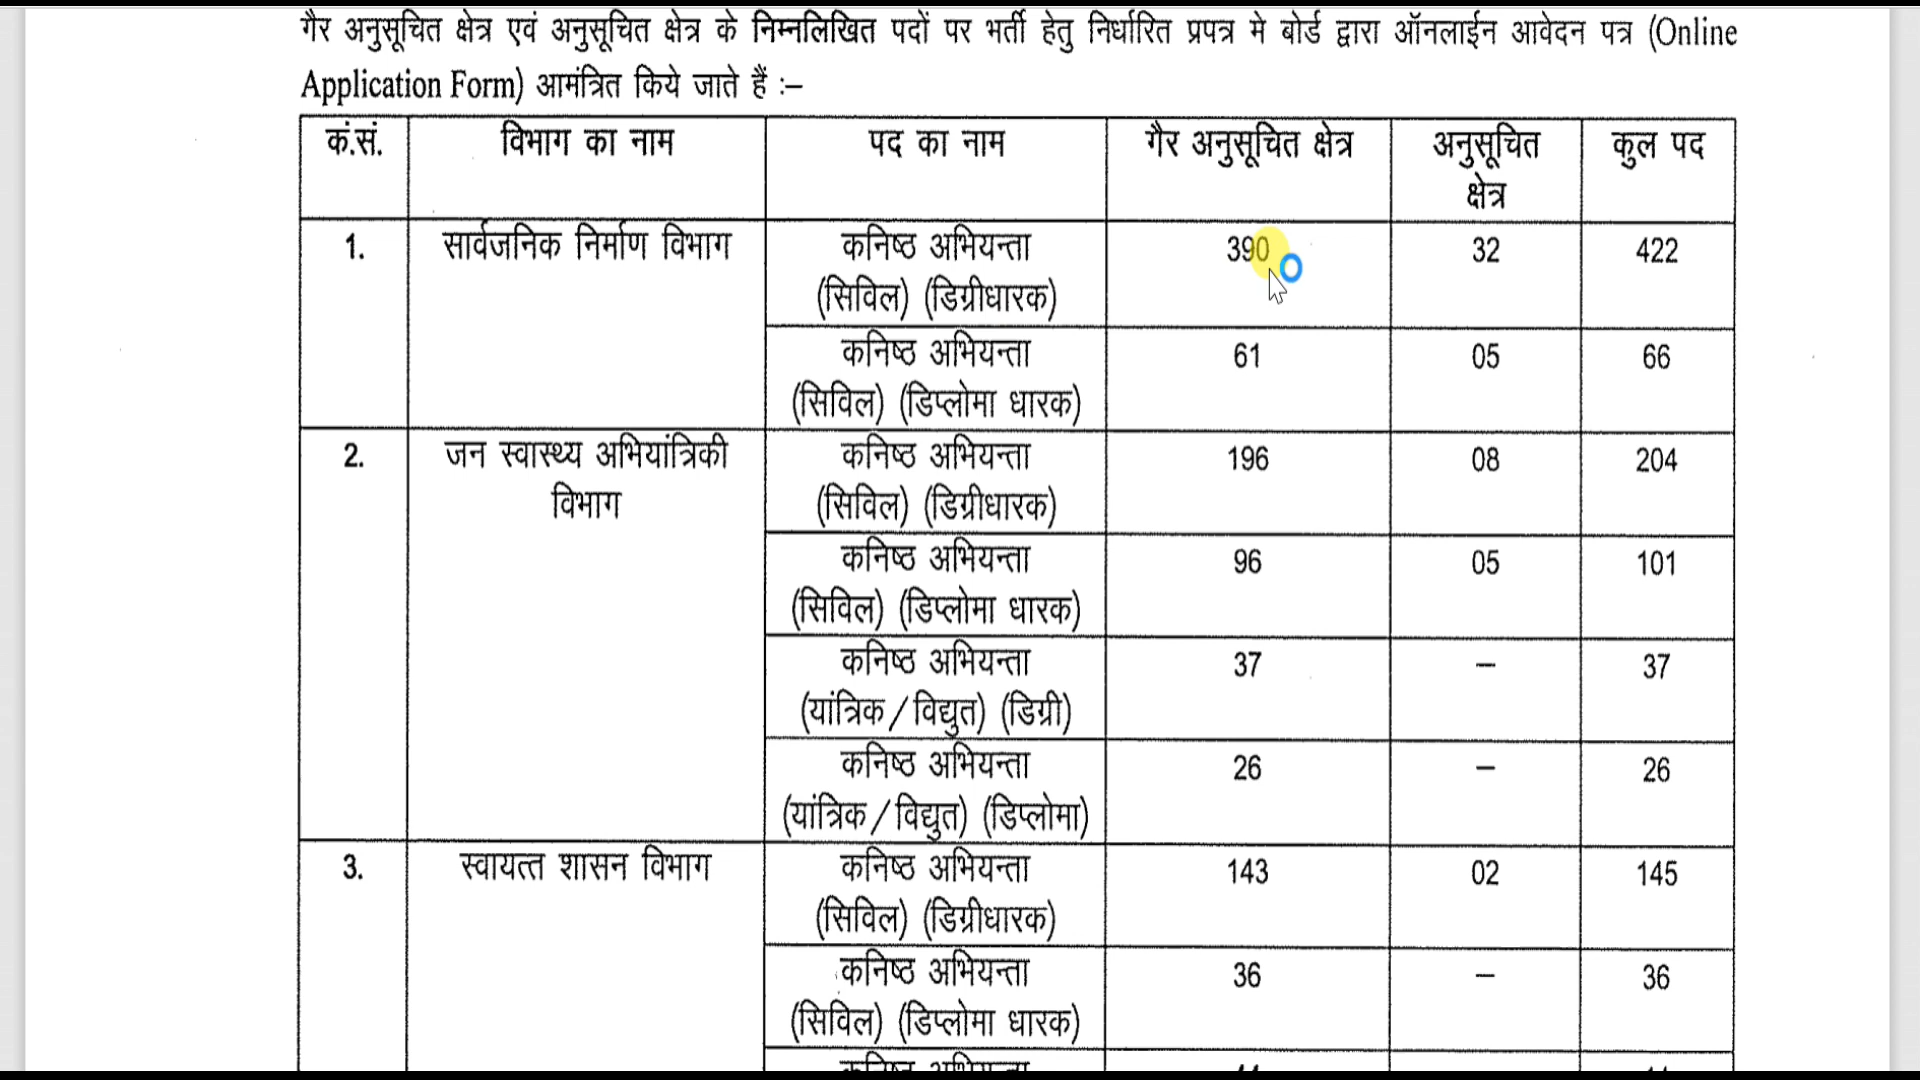 गैर अनुसूचित क्षेत्र एवं अनुसूचित क्षेत्र के निम्नलिखित पदों पर भर्ती हेतु निर्धारित प्रपत्र मे बोर्ड द्वारा ऑनलाईन आवेदन पत्र (Online
Application Form) आमंत्रित किये जाते हैं :–
कं.सं. विभाग का नाम पद का नाम गैर अनुसूचित क्षेत्र अनुसूचित कुल पद
क्षेत्र
1. सार्वजनिक निर्माण विभाग कनिष्ठ अभियन्ता 390 32 422
(सिविल) (डिग्रीधारक)
कनिष्ठ अभियन्ता 61 05 66
(सिविल) (डिप्लोमा धारक)
2. जन स्वास्थ्य अभियांत्रिकी कनिष्ठ अभियन्ता 196 08 204
विभाग (सिविल) (डिग्रीधारक)
कनिष्ठ अभियन्ता 96 05 101
(सिविल) (डिप्लोमा धारक)
कनिष्ठ अभियन्ता 37 – 37
(यांत्रिक/विद्युत) (डिग्री)
कनिष्ठ अभियन्ता 26 – 26
(यांत्रिक/विद्युत) (डिप्लोमा)
3. स्वायत्त शासन विभाग कनिष्ठ अभियन्ता 143 02 145
(सिविल) (डिग्रीधारक)
कनिष्ठ अभियन्ता 36 – 36
(सिविल) (डिप्लोमा धारक)